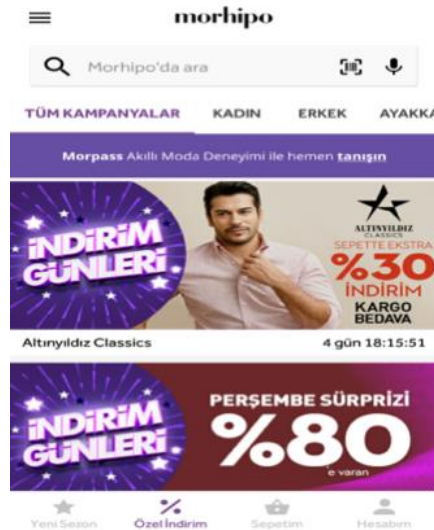 morhipo
Morhipo'da ara
TÜM KAMPANYALAR KADIN ERKEK AYAKKA
Morpass Akıllı Moda Deneyimi ile hemen tanışın
İNDİRİM
GÜNLERİ
ALTINYILDIZ
CLASSICS
SEPETTE EKSTRA
%30
İNDİRİM
KARGO
BEDAVA
Altınyıldız Classics 4 gün 18:15:51
İNDİRİM
GÜNLERİ
PERŞEMBE SÜRPRİZİ
%80
e varan
Yeni Sezon Özel İndirim Sepetim Hesabım